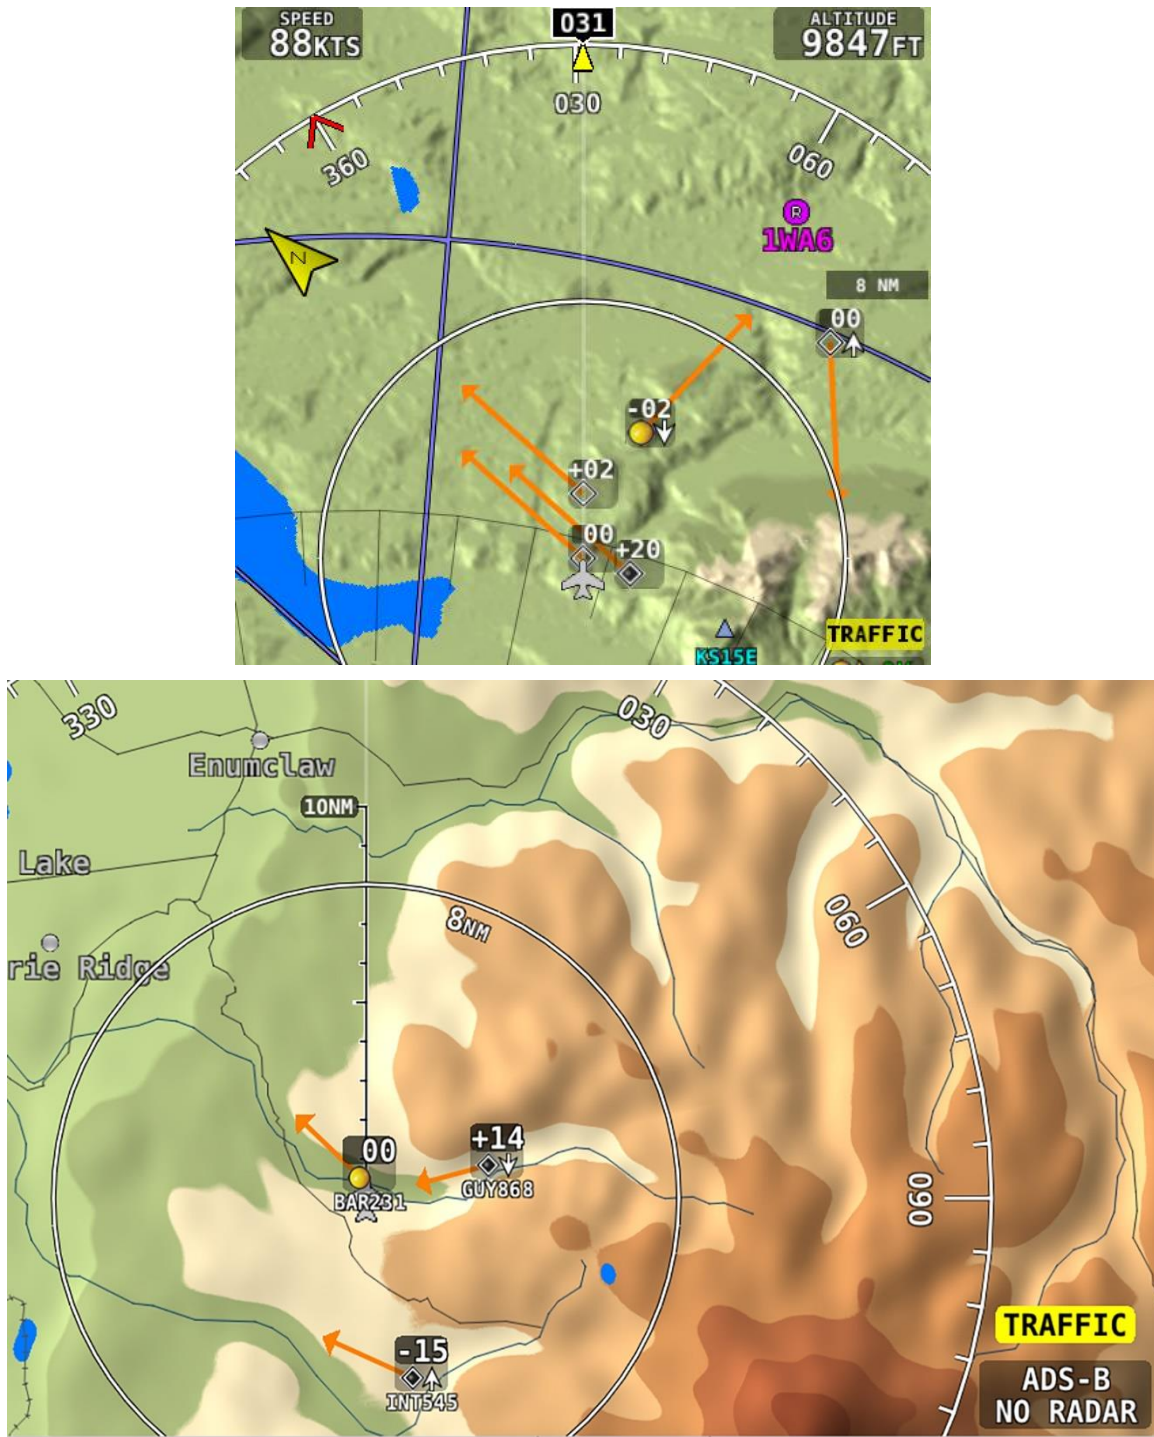 SPEED
88KTS
031
ALTITUDE
9847FT
030
360
060
N
R
1WA6
8 NM
00
-02
+02
00
+20
TRAFFIC
KS15E
330
030
Enumclaw
10NM
Lake
060
8NM
rie Ridge
00
+14
BAR231
GUY868
090
-15
INT545
TRAFFIC
ADS-B
NO RADAR